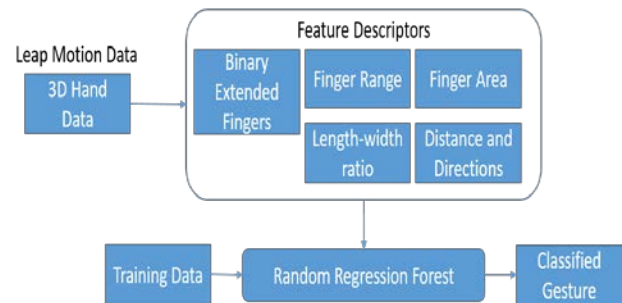 Feature Descriptors
Leap Motion Data
3D Hand
Data
Binary
Extended
Fingers
Finger Range
Finger Area
Length-width
ratio
Distance and
Directions
Training Data
Random Regression Forest
Classified
Gesture